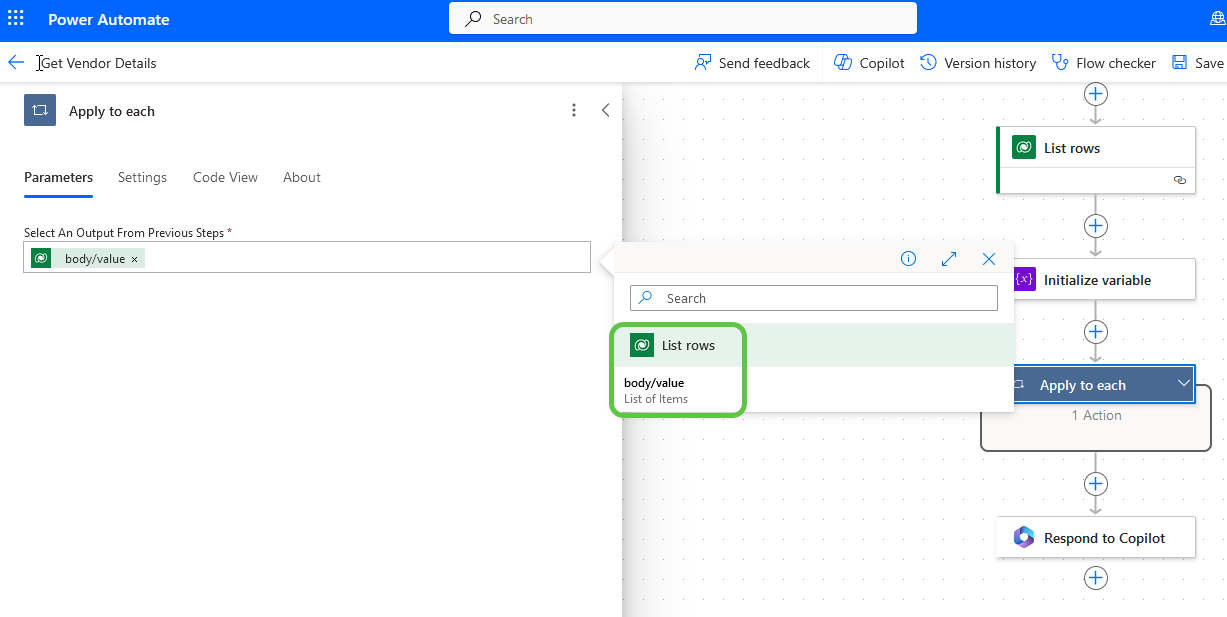 Power Automate
Search
Get Vendor Details
Send feedback
Copilot
Version history
Flow checker
Save
Apply to each
Parameters
Settings
Code View
About
Select An Output From Previous Steps *
body/value ×
Search
List rows
body/value
List of Items
List rows
{x}
Initialize variable
Apply to each
1 Action
Respond to Copilot